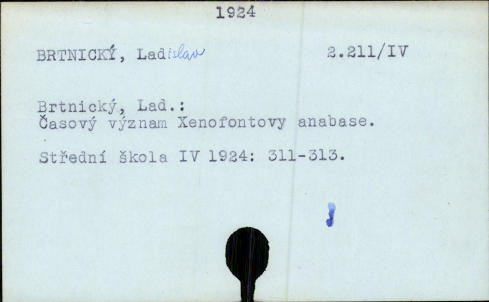 1924
BRTNICKÝ, Ladislav 2.211/IV
Brtnický, Lad.:
Časový význam Xenofontovy anabase.
Střední škola IV 1924: 311-313.